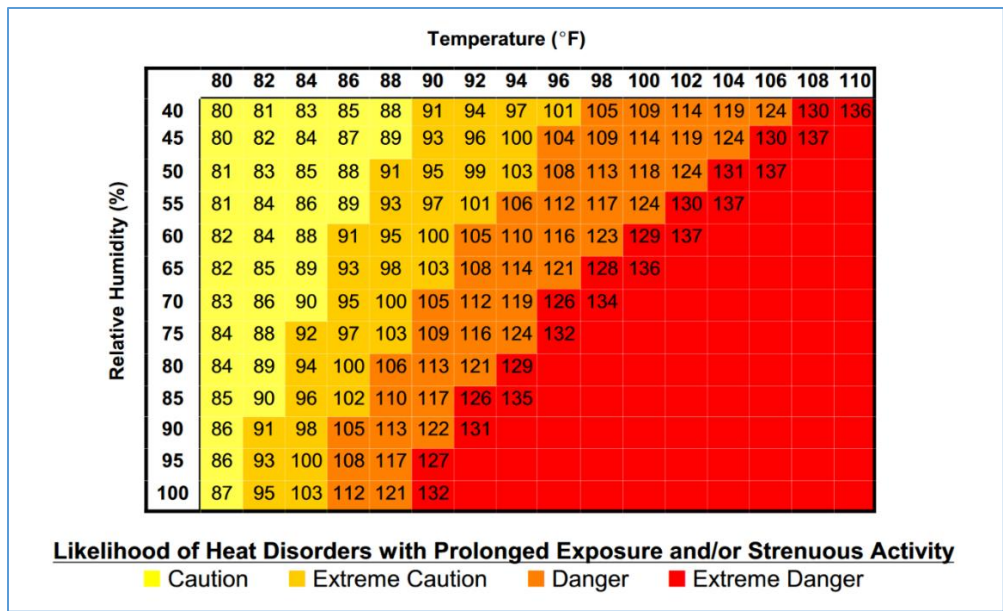 Temperature (°F)
80 82 84 86 88 90 92 94 96 98 100 102 104 106 108 110
Relative Humidity (%)
40 80 81 83 85 88 91 94 97 101 105 109 114 119 124 130 136
45 80 82 84 87 89 93 96 100 104 109 114 119 124 130 137
50 81 83 85 88 91 95 99 103 108 113 118 124 131 137
55 81 84 86 89 93 97 101 106 112 117 124 130 137
60 82 84 88 91 95 100 105 110 116 123 129 137
65 82 85 89 93 98 103 108 114 121 128 136
70 83 86 90 95 100 105 112 119 126 134
75 84 88 92 97 103 109 116 124 132
80 84 89 94 100 106 113 121 129
85 85 90 96 102 110 117 126 135
90 86 91 98 105 113 122 131
95 86 93 100 108 117 127
100 87 95 103 112 121 132
Likelihood of Heat Disorders with Prolonged Exposure and/or Strenuous Activity
Caution Extreme Caution Danger Extreme Danger